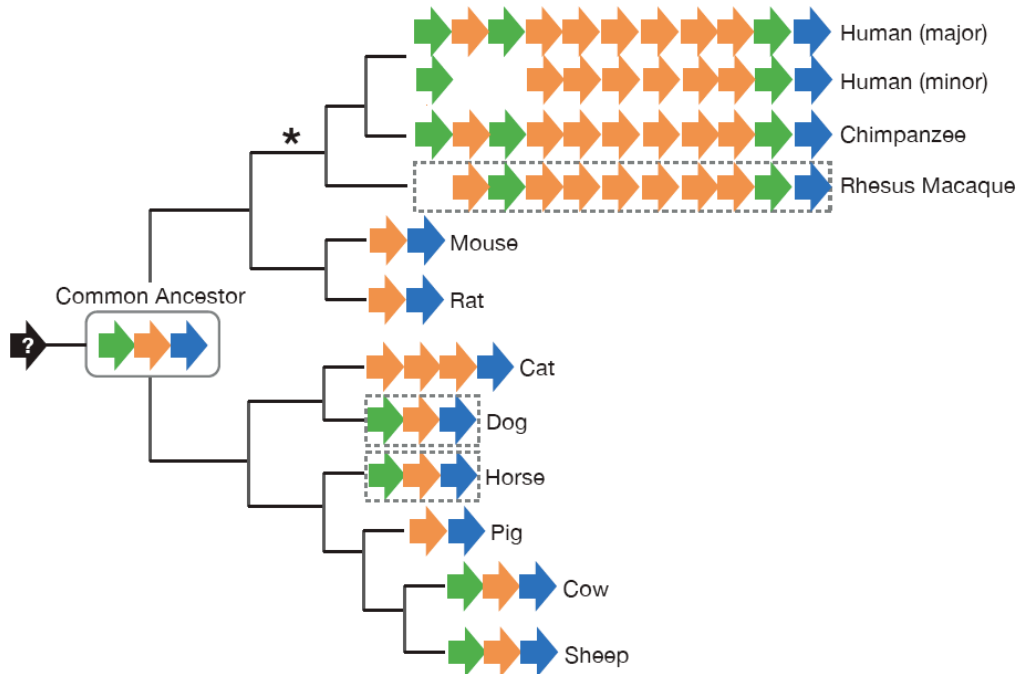 Human (major)
Human (minor)
*
Chimpanzee
Rhesus Macaque
Mouse
Common Ancestor
Rat
?
Cat
Dog
Horse
Pig
Cow
Sheep